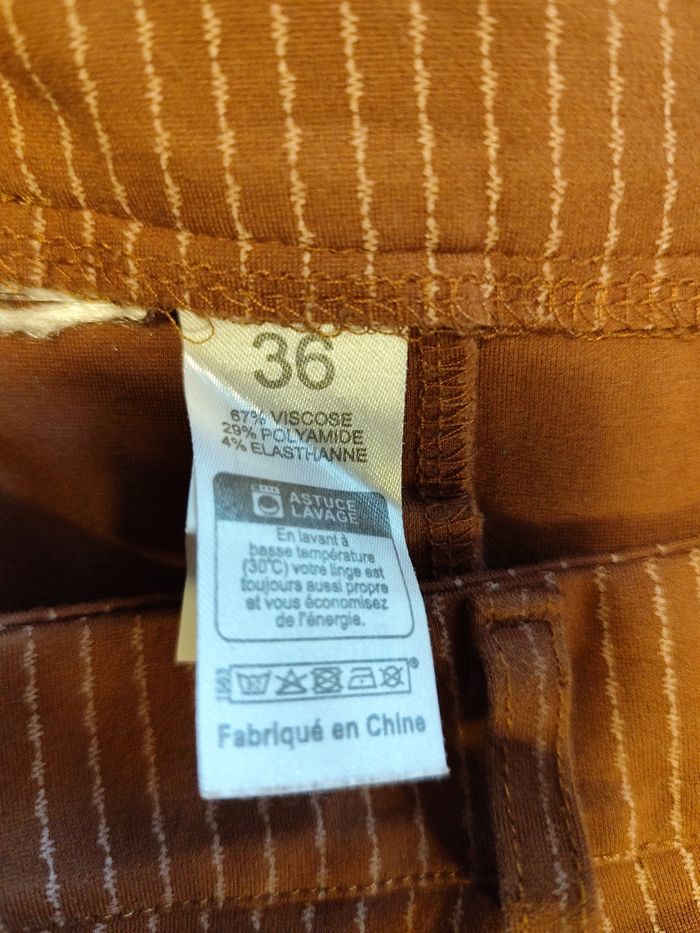 36
67% VISCOSE
29% POLYAMIDE
4% ELASTHANNE
ASTUCE
LAVAGE
En lavant à
basse température
(30°C) votre linge est
toujours aussi propre
et vous économisez
de l'énergie.
30
Fabriqué en Chine